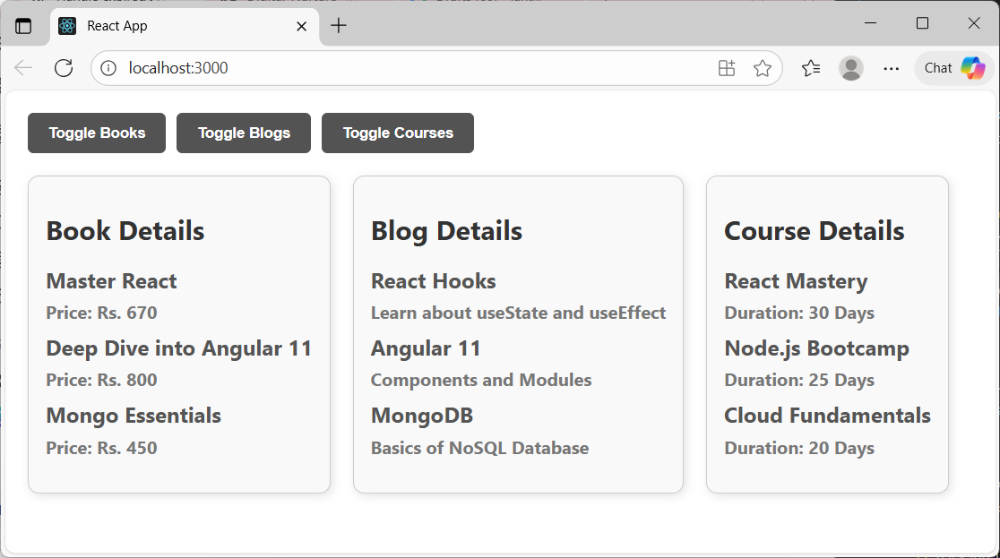 React App
localhost:3000
Chat
Toggle Books Toggle Blogs Toggle Courses
Book Details
Master React
Price: Rs. 670
Deep Dive into Angular 11
Price: Rs. 800
Mongo Essentials
Price: Rs. 450
Blog Details
React Hooks
Learn about useState and useEffect
Angular 11
Components and Modules
MongoDB
Basics of NoSQL Database
Course Details
React Mastery
Duration: 30 Days
Node.js Bootcamp
Duration: 25 Days
Cloud Fundamentals
Duration: 20 Days